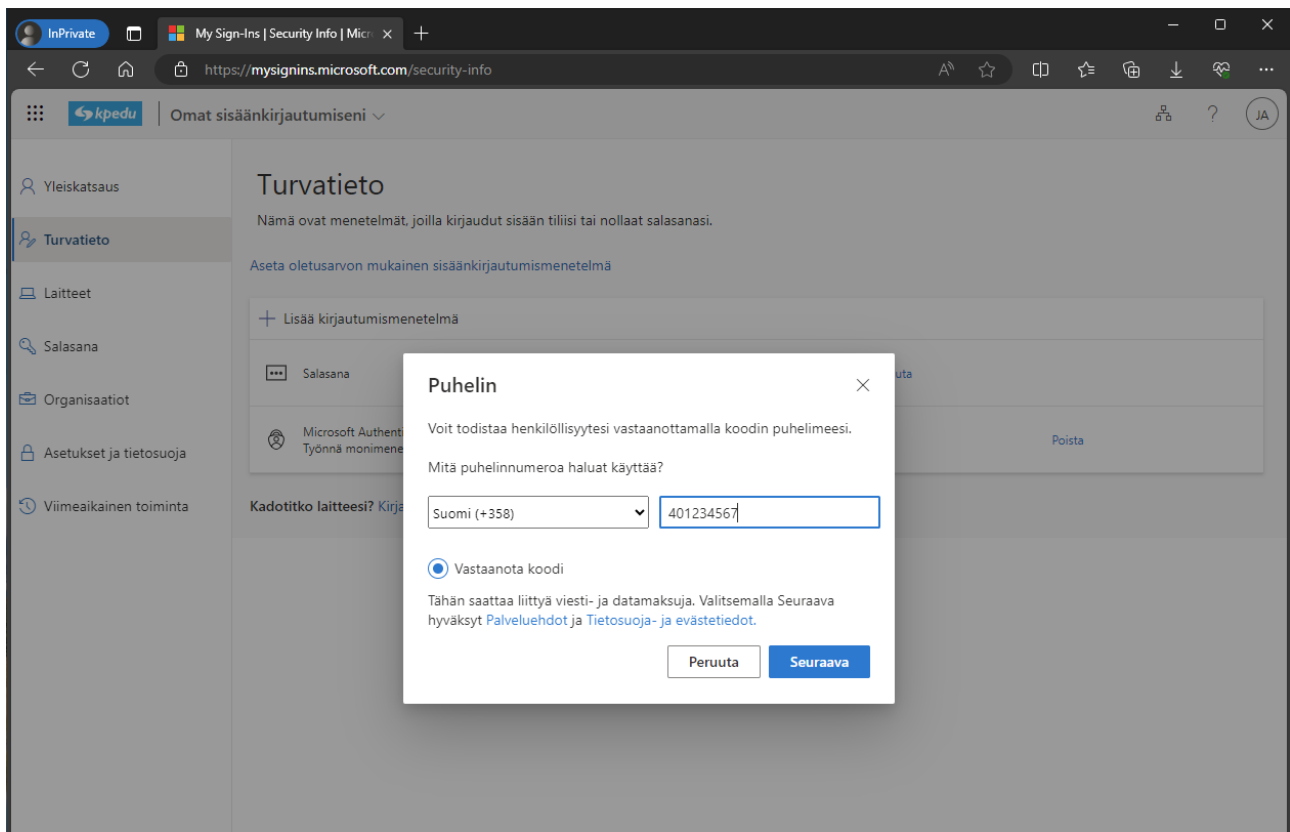 InPrivate
My Sign-Ins | Security Info | Micr
https://mysignins.microsoft.com/security-info
kpedu
Omat sisäänkirjautumiseni
?
JA
Yleiskatsaus
Turvatieto
Laitteet
Salasana
Organisaatiot
Asetukset ja tietosuoja
Viimeaikainen toiminta
Turvatieto
Nämä ovat menetelmät, joilla kirjaudut sisään tiliisi tai nollaat salasanasi.
Aseta oletusarvon mukainen sisäänkirjautumismenetelmä
Lisää kirjautumismenetelmä
Salasana
uta
Microsoft Authenti
Työnnä monimene
Poista
Kadotitko laitteesi? Kirja
Puhelin
Voit todistaa henkilöllisyytesi vastaanottamalla koodin puhelimeesi.
Mitä puhelinnumeroa haluat käyttää?
Suomi (+358)
401234567
Vastaanota koodi
Tähän saattaa liittyä viesti- ja datamaksuja. Valitsemalla Seuraava
hyväksyt Palveluehdot ja Tietosuoja- ja evästetiedot.
Peruuta
Seuraava